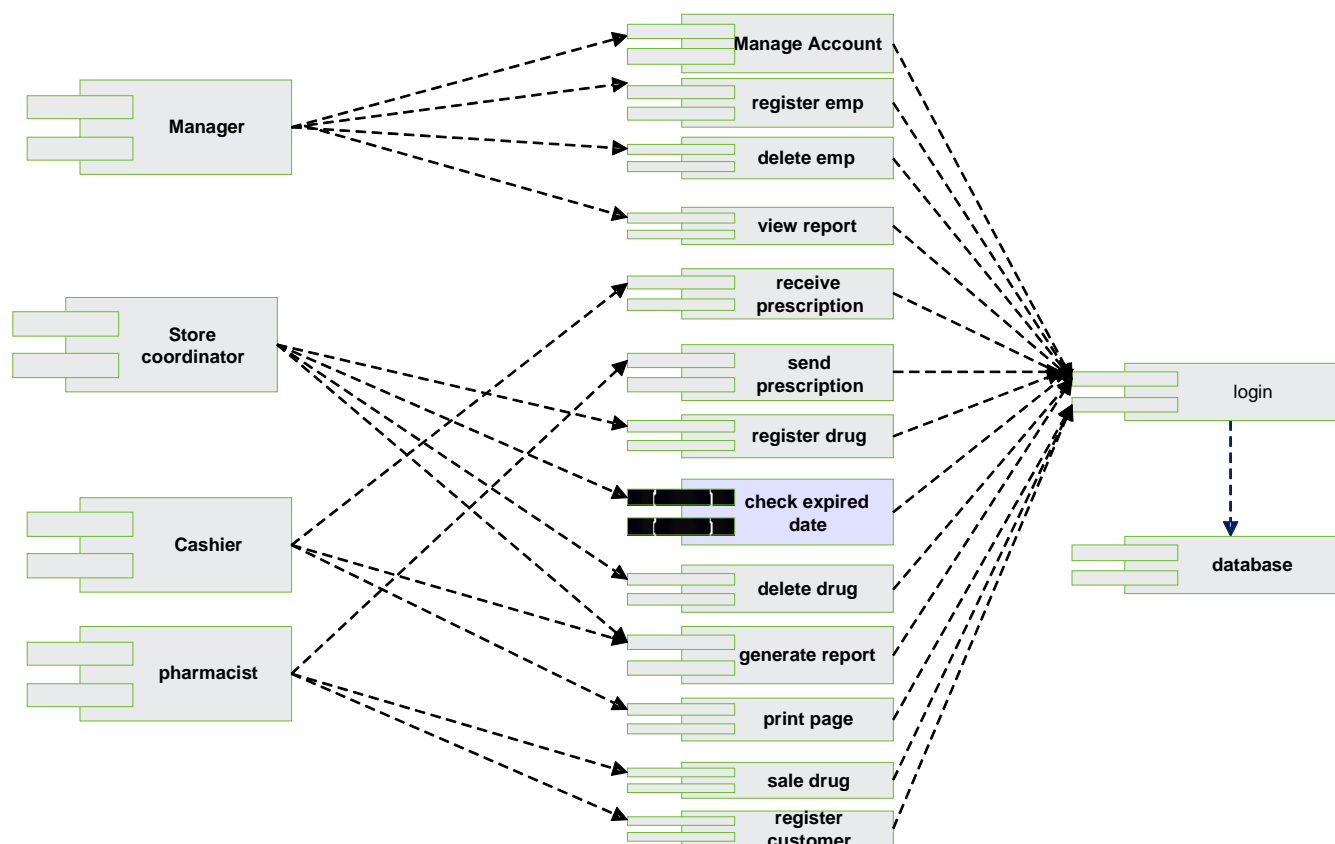 Manager
Store
coordinator
Cashier
pharmacist
Manage Account
register emp
delete emp
view report
receive
prescription
send
prescription
register drug
check expired
date
delete drug
generate report
print page
sale drug
register
customer
login
database